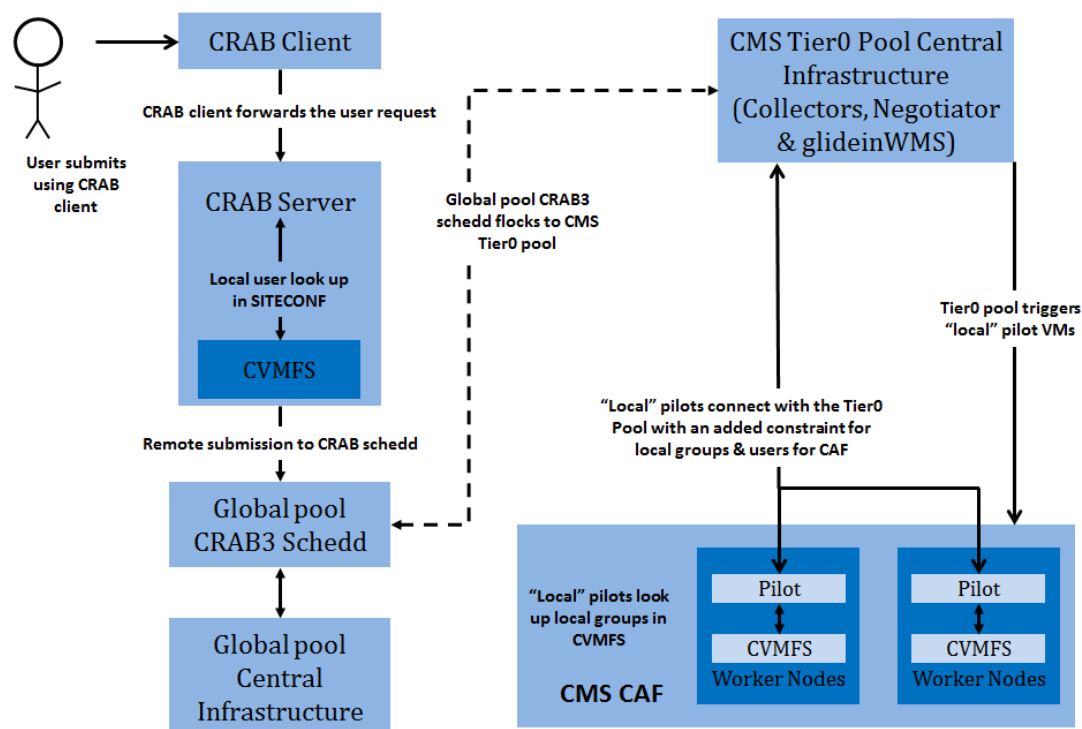 CRAB Client
CRAB client forwards the user request
User submits
using CRAB
client
CRAB Server
Local user look up
in SITECONF
CVMFS
Remote submission to CRAB schedd
Global pool
CRAB3 Schedd
Global pool
Central
Infrastructure
Global pool CRAB3
schedd flocks to CMS
Tier0 pool
CMS Tier0 Pool Central
Infrastructure
(Collectors, Negotiator
& glideinWMS)
Tier0 pool triggers
“local” pilot VMs
“Local” pilots connect with the Tier0
Pool with an added constraint for
local groups & users for CAF
“Local” pilots look
up local groups in
CVMFS
CMS CAF
Pilot
CVMFS
Worker Nodes
Pilot
CVMFS
Worker Nodes